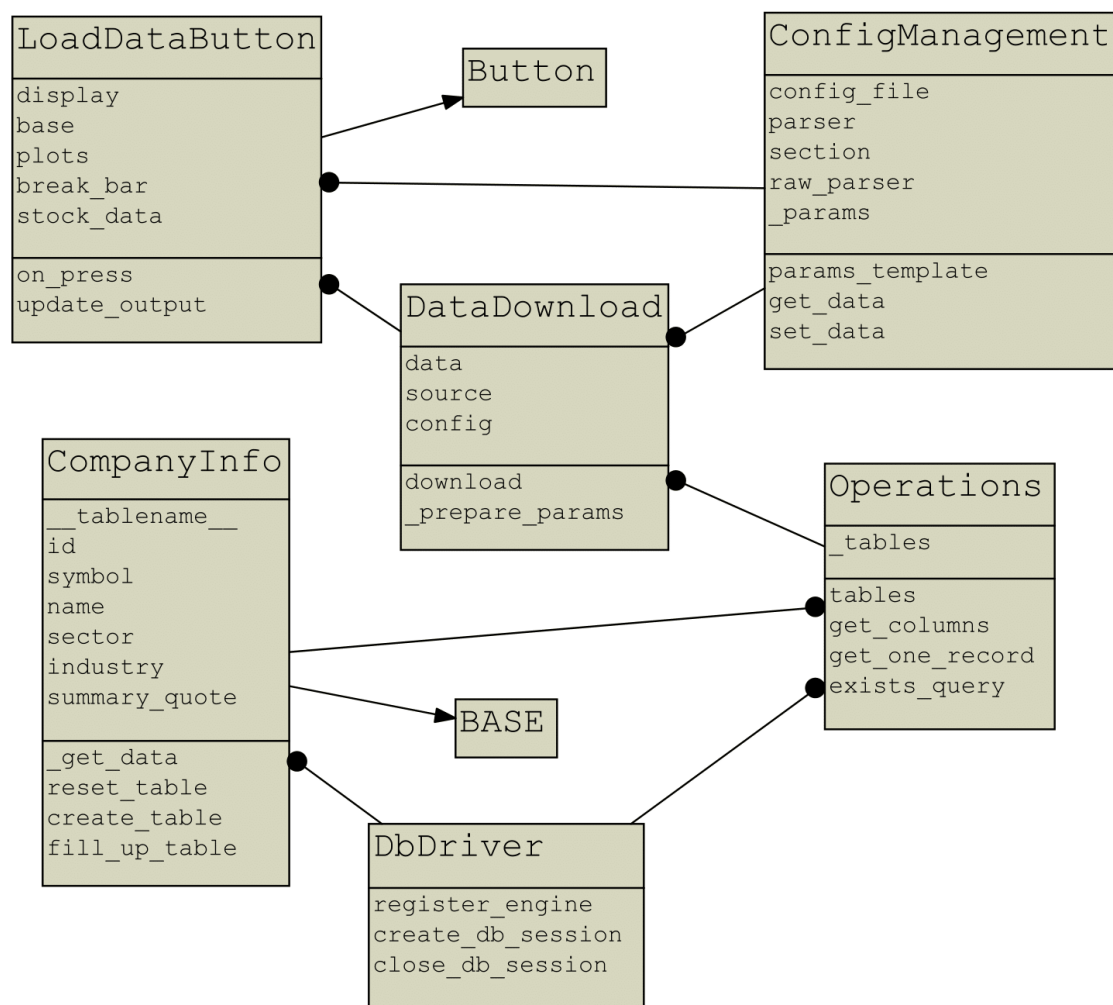 LoadDataButton
display
base
plots
break_bar
stock_data
on_press
update_output
Button
ConfigManagement
config_file
parser
section
raw_parser
_params
params_template
get_data
set_data
DataDownload
data
source
config
download
_prepare_params
CompanyInfo
__tablename__
id
symbol
name
sector
industry
summary_quote
_get_data
reset_table
create_table
fill_up_table
Operations
_tables
tables
get_columns
get_one_record
exists_query
BASE
DbDriver
register_engine
create_db_session
close_db_session